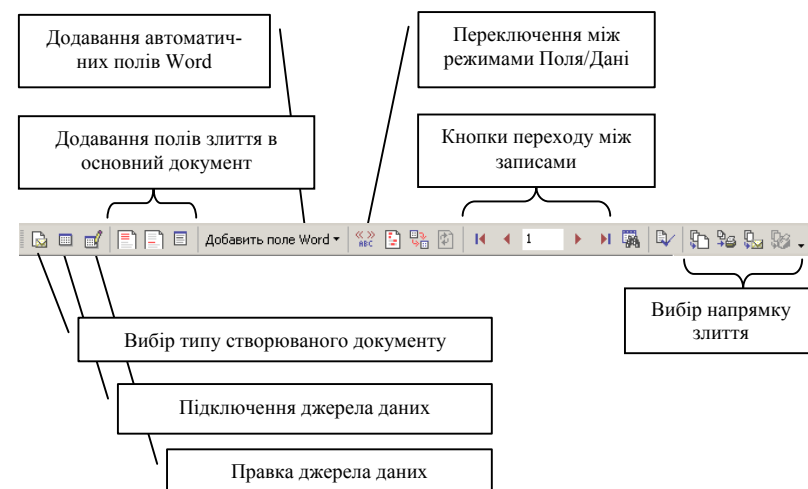 Додавання автоматич-
них полів Word
Переключення між
режимами Поля/Дані
Додавання полів злиття в
основний документ
Кнопки переходу між
записами
Добавить поле Word
« »
ABC
1
Вибір напрямку
злиття
Вибір типу створюваного документу
Підключення джерела даних
Правка джерела даних